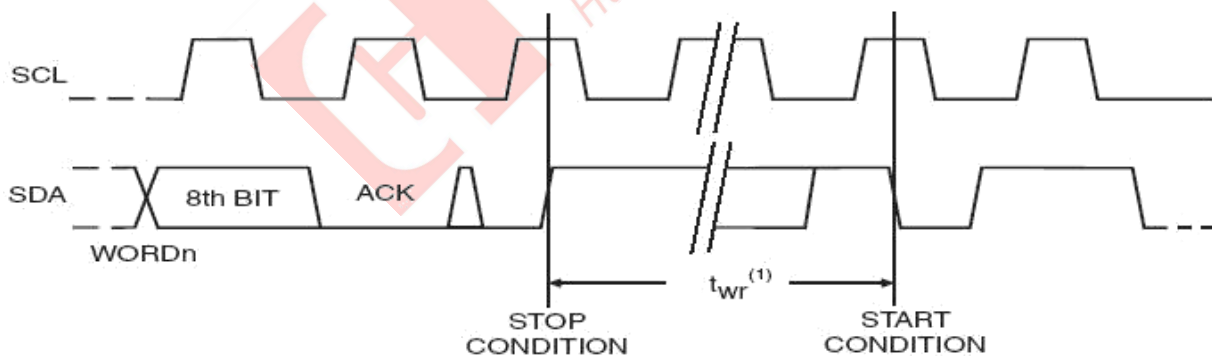 SCL
SDA
8th BIT
ACK
WORDn
twr(1)
STOP
CONDITION
START
CONDITION